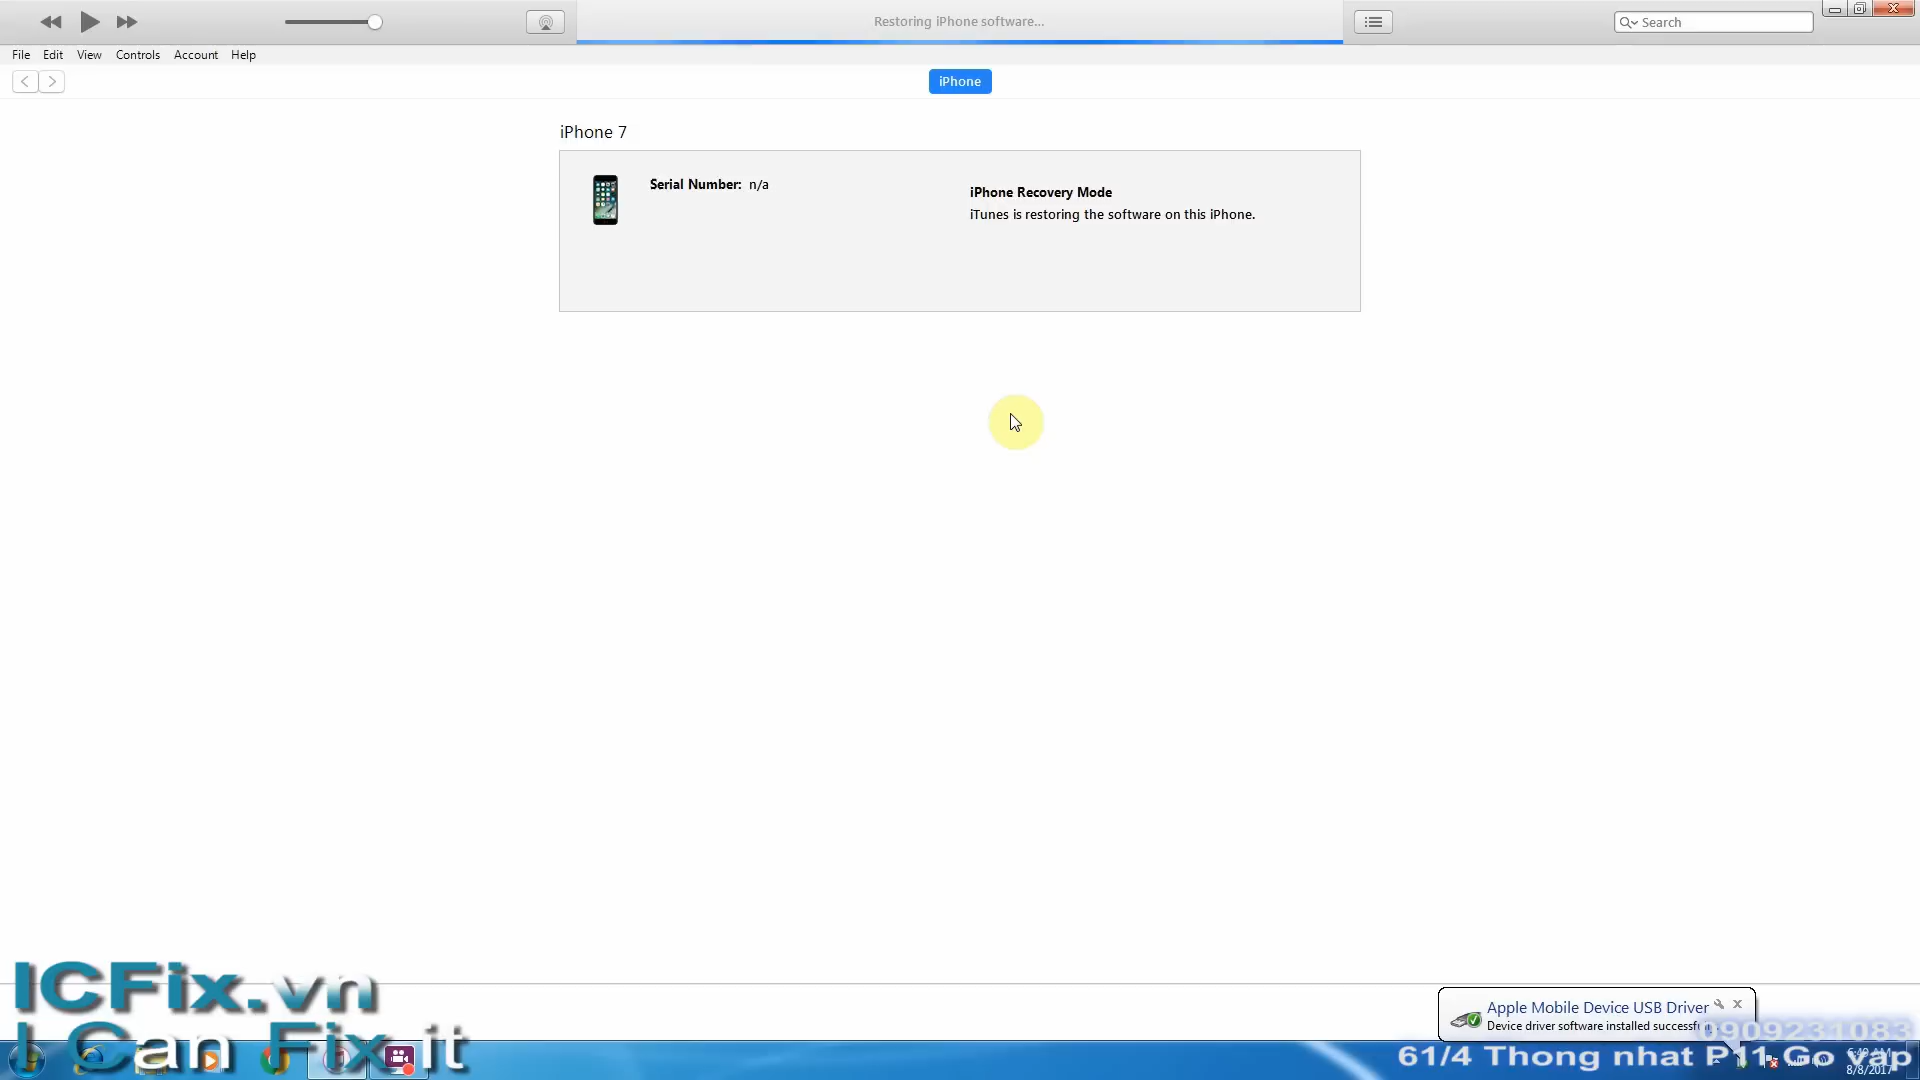 Restoring iPhone software...
Search
File Edit View Controls Account Help
iPhone
iPhone 7
Serial Number: n/a
iPhone Recovery Mode
iTunes is restoring the software on this iPhone.
ICFix.vn
I Can Fix it
Apple Mobile Device USB Driver
Device driver software installed
0909231083
61/4 Thong nhat P11 Go vap
8/8/2017